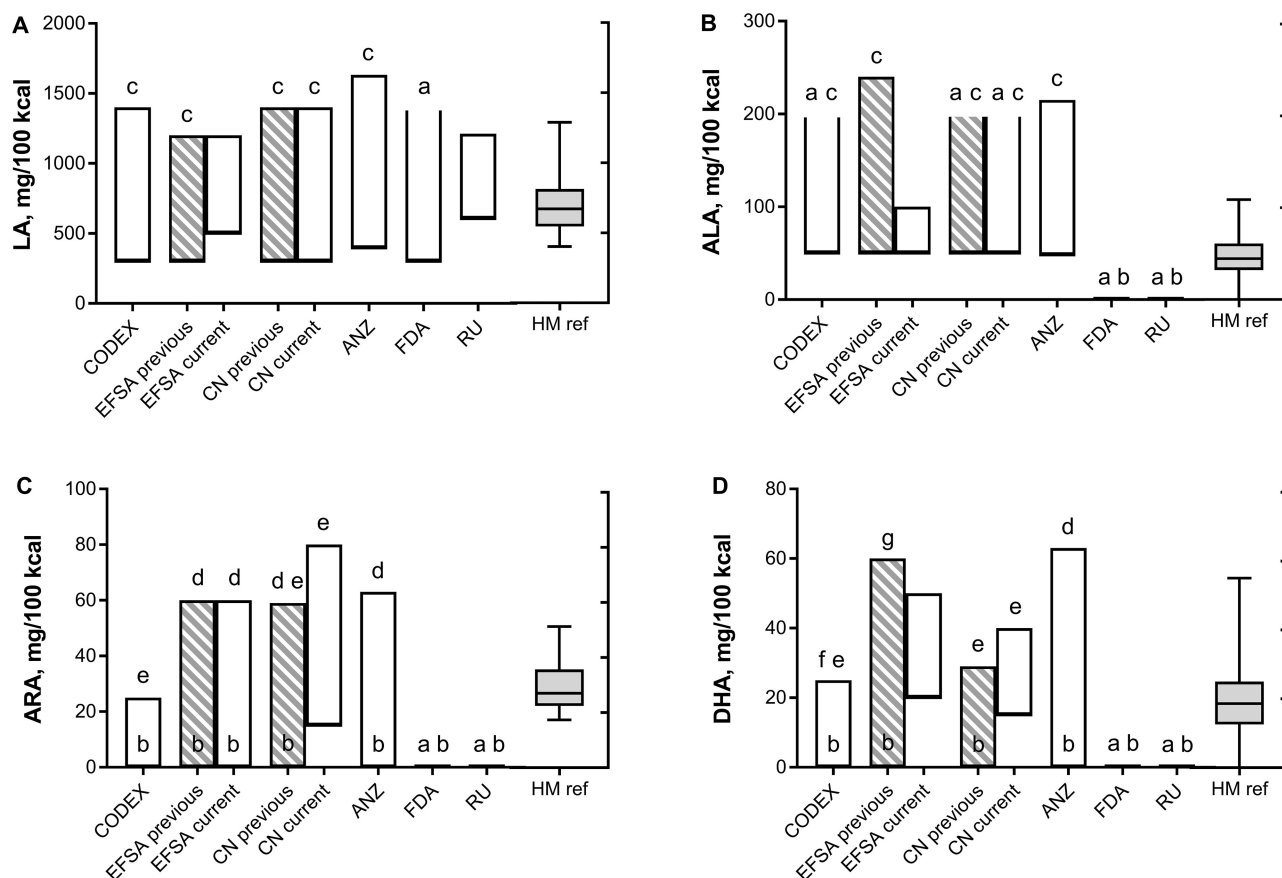 A
LA, mg/100 kcal
2000
1500
1000
500
0
c
c
c
c
c
a
CODEX
EFSA previous
EFSA current
CN previous
CN current
ANZ
FDA
RU
HM ref
B
ALA, mg/100 kcal
300
200
100
0
a c
c
a c
a c
c
a b
a b
CODEX
EFSA previous
EFSA current
CN previous
CN current
ANZ
FDA
RU
HM ref
C
ARA, mg/100 kcal
100
80
60
40
20
0
e
d
d
d e
e
d
b
b
b
b
b
a b
a b
CODEX
EFSA previous
EFSA current
CN previous
CN current
ANZ
FDA
RU
HM ref
D
DHA, mg/100 kcal
80
60
40
20
0
f e
g
e
e
d
b
b
b
b
a b
a b
CODEX
EFSA previous
EFSA current
CN previous
CN current
ANZ
FDA
RU
HM ref